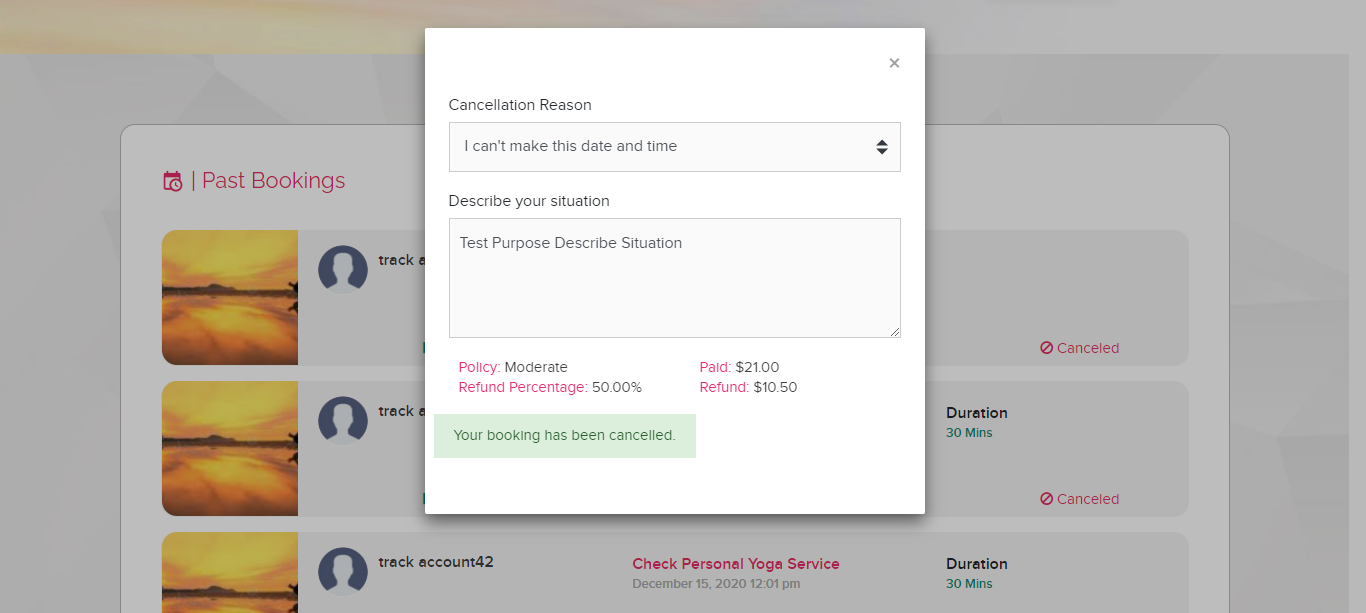 ×
Cancellation Reason
I can't make this date and time
Describe your situation
Test Purpose Describe Situation
Policy: Moderate
Paid: $21.00
Refund Percentage: 50.00%
Refund: $10.50
Your booking has been cancelled.
| Past Bookings
track a
Canceled
track a
Duration
30 Mins
Canceled
track account42
Check Personal Yoga Service
December 15, 2020 12:01 pm
Duration
30 Mins